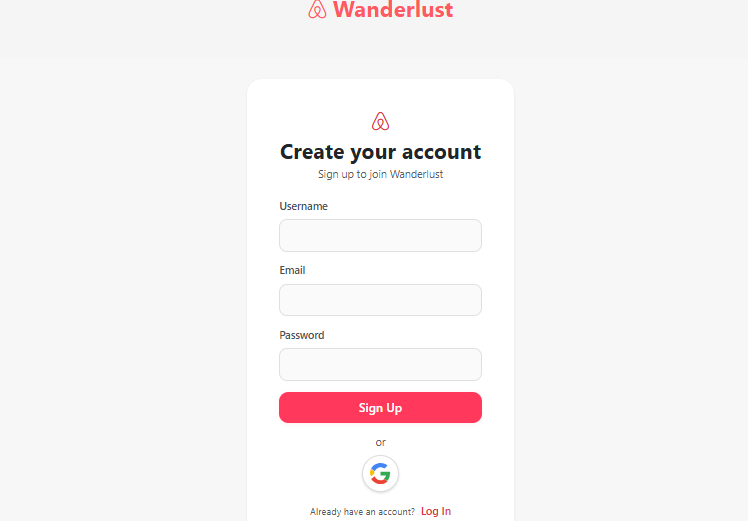 Wanderlust
Create your account
Sign up to join Wanderlust
Username
Email
Password
Sign Up
or
Already have an account? Log In